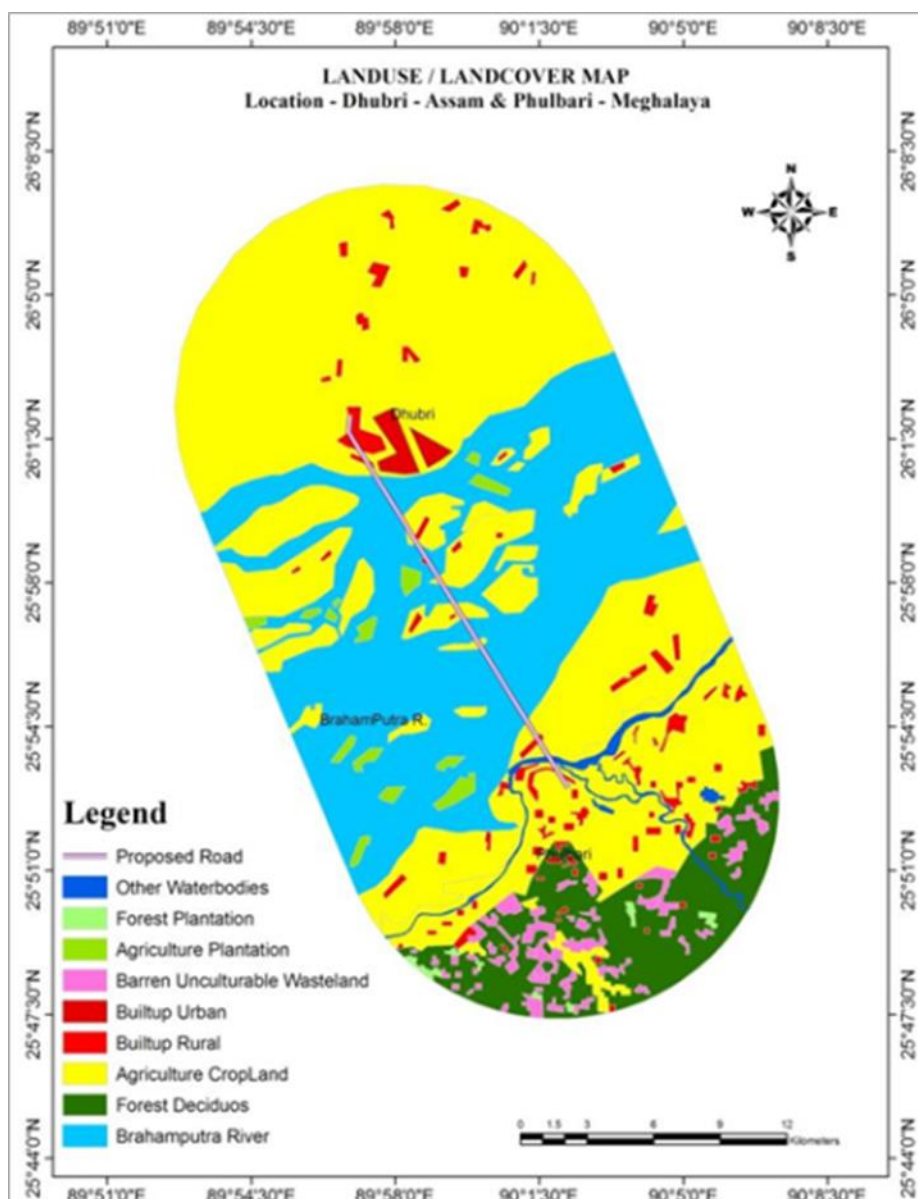 89°51'0"E 89°54'30"E 89°58'0"E 90°1'30"E 90°5'0"E 90°8'30"E
LANDUSE / LANDCOVER MAP
Location - Dhubri - Assam & Phulbari - Meghalaya
26°8'30"N 26°8'30"N
N
W E
S
26°5'0"N 26°5'0"N
Dhubri
26°1'30"N 26°1'30"N
25°58'0"N 25°58'0"N
BrahamPutra R.
25°54'30"N 25°54'30"N
Legend
Proposed Road
25°51'0"N 25°51'0"N
Other Waterbodies
Forest Plantation
Agriculture Plantation
Barren Unculturable Wasteland
Builtup Urban
25°47'30"N 25°47'30"N
Builtup Rural
Agriculture CropLand
Forest Deciduos
Brahamputra River
0 1.5 3 6 9 12
Kilometers
25°44'0"N 25°44'0"N
89°51'0"E 89°54'30"E 89°58'0"E 90°1'30"E 90°5'0"E 90°8'30"E